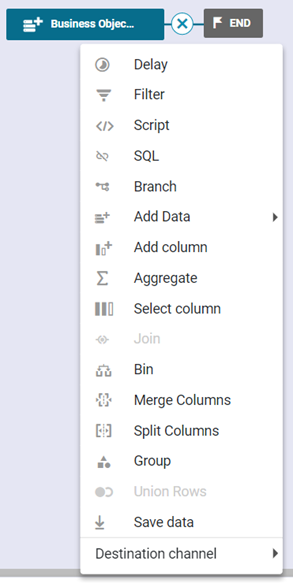 Business Objec...
END
Delay
Filter
Script
SQL
Branch
Add Data
Add column
Aggregate
Select column
Join
Bin
Merge Columns
Split Columns
Group
Union Rows
Save data
Destination channel